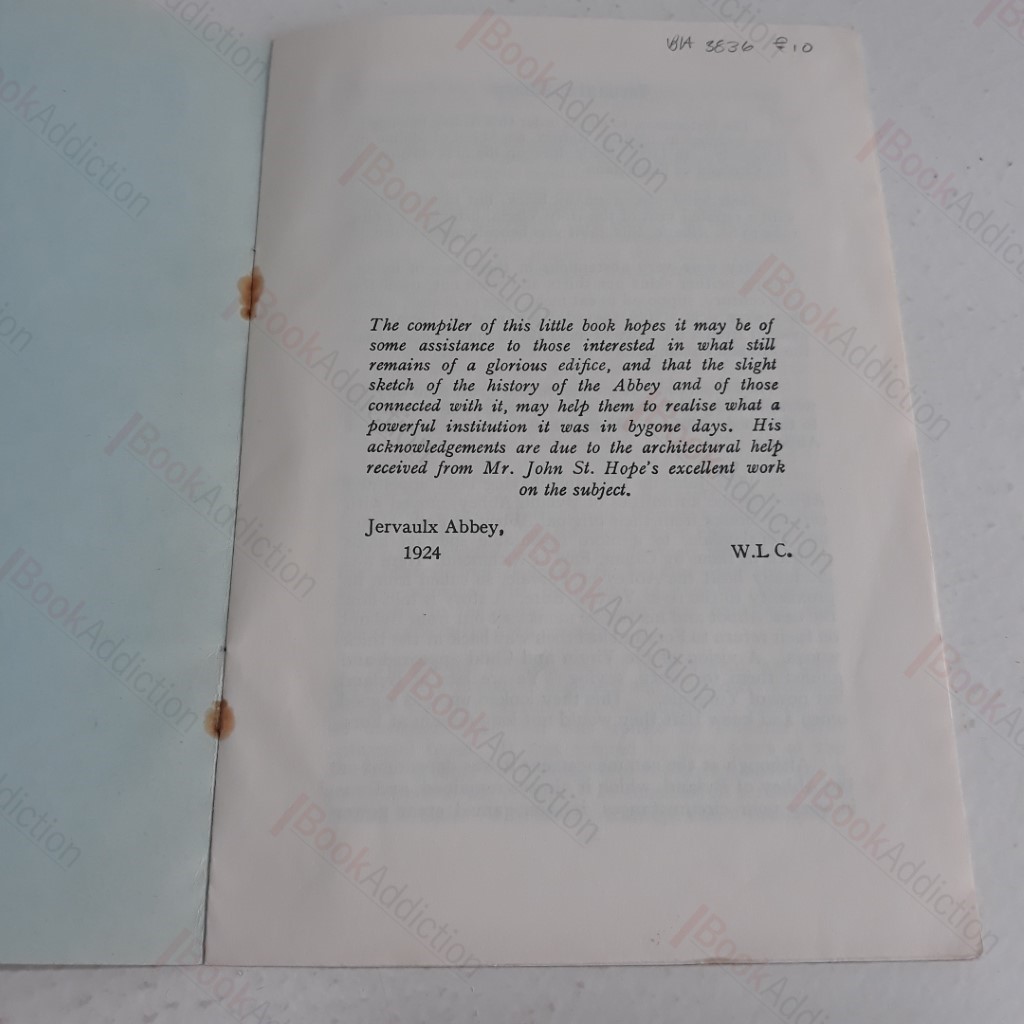 BIA 3836 £10
The compiler of this little book hopes it may be of
some assistance to those interested in what still
remains of a glorious edifice, and that the slight
sketch of the history of the Abbey and of those
connected with it, may help them to realise what a
powerful institution it was in bygone days. His
acknowledgements are due to the architectural help
received from Mr. John St. Hope's excellent work
on the subject.
Jervaulx Abbey,
1924
W.L C.
BookAddiction